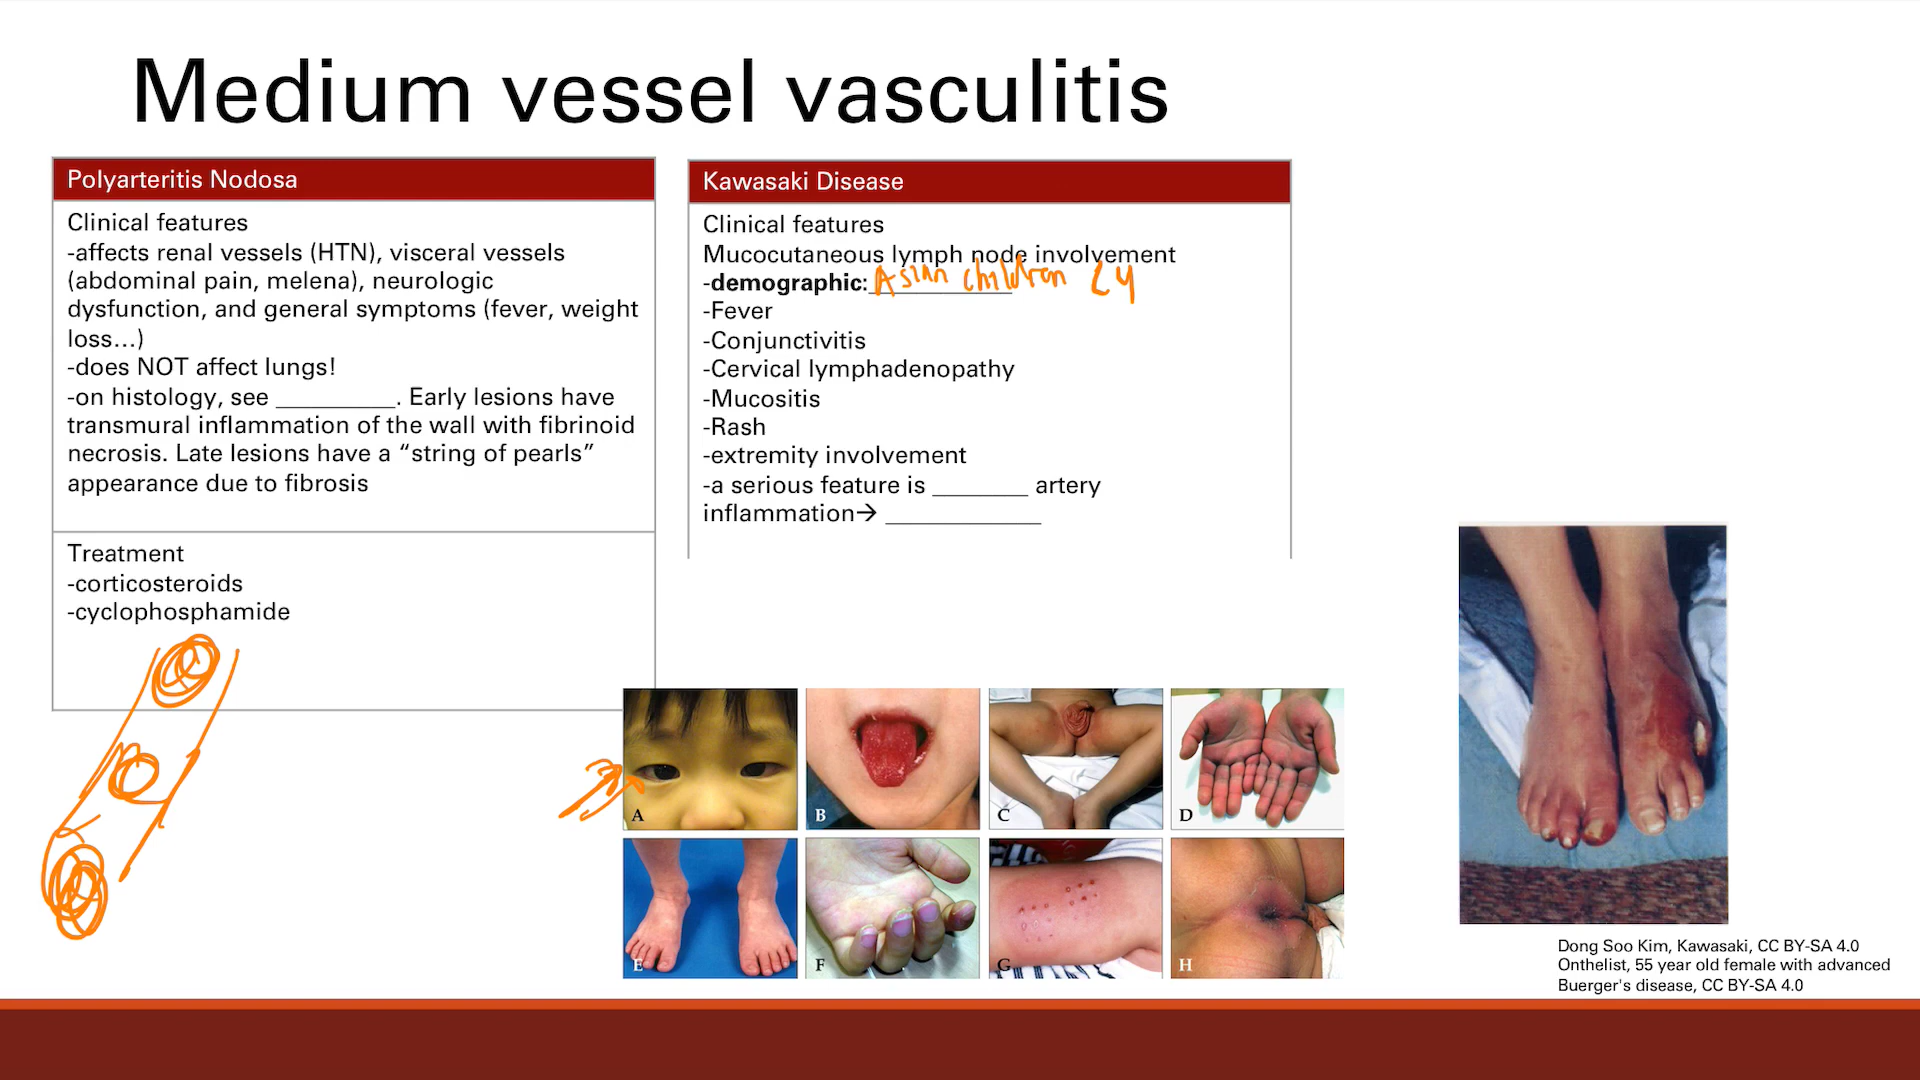 Medium vessel vasculitis
Polyarteritis Nodosa
Clinical features
-affects renal vessels (HTN), visceral vessels
(abdominal pain, melena), neurologic
dysfunction, and general symptoms (fever, weight
loss...)
-does NOT affect lungs!
-on histology, see _________. Early lesions have
transmural inflammation of the wall with fibrinoid
necrosis. Late lesions have a “string of pearls”
appearance due to fibrosis
Treatment
-corticosteroids
-cyclophosphamide
Kawasaki Disease
Clinical features
Mucocutaneous lymph node involvement
-demographic: Asian children <4
-Fever
-Conjunctivitis
-Cervical lymphadenopathy
-Mucositis
-Rash
-extremity involvement
-a serious feature is _______ artery
inflammation→ ____________
A
B
C
D
E
F
G
H
Dong Soo Kim, Kawasaki, CC BY-SA 4.0
Onthelist, 55 year old female with advanced
Buerger's disease, CC BY-SA 4.0